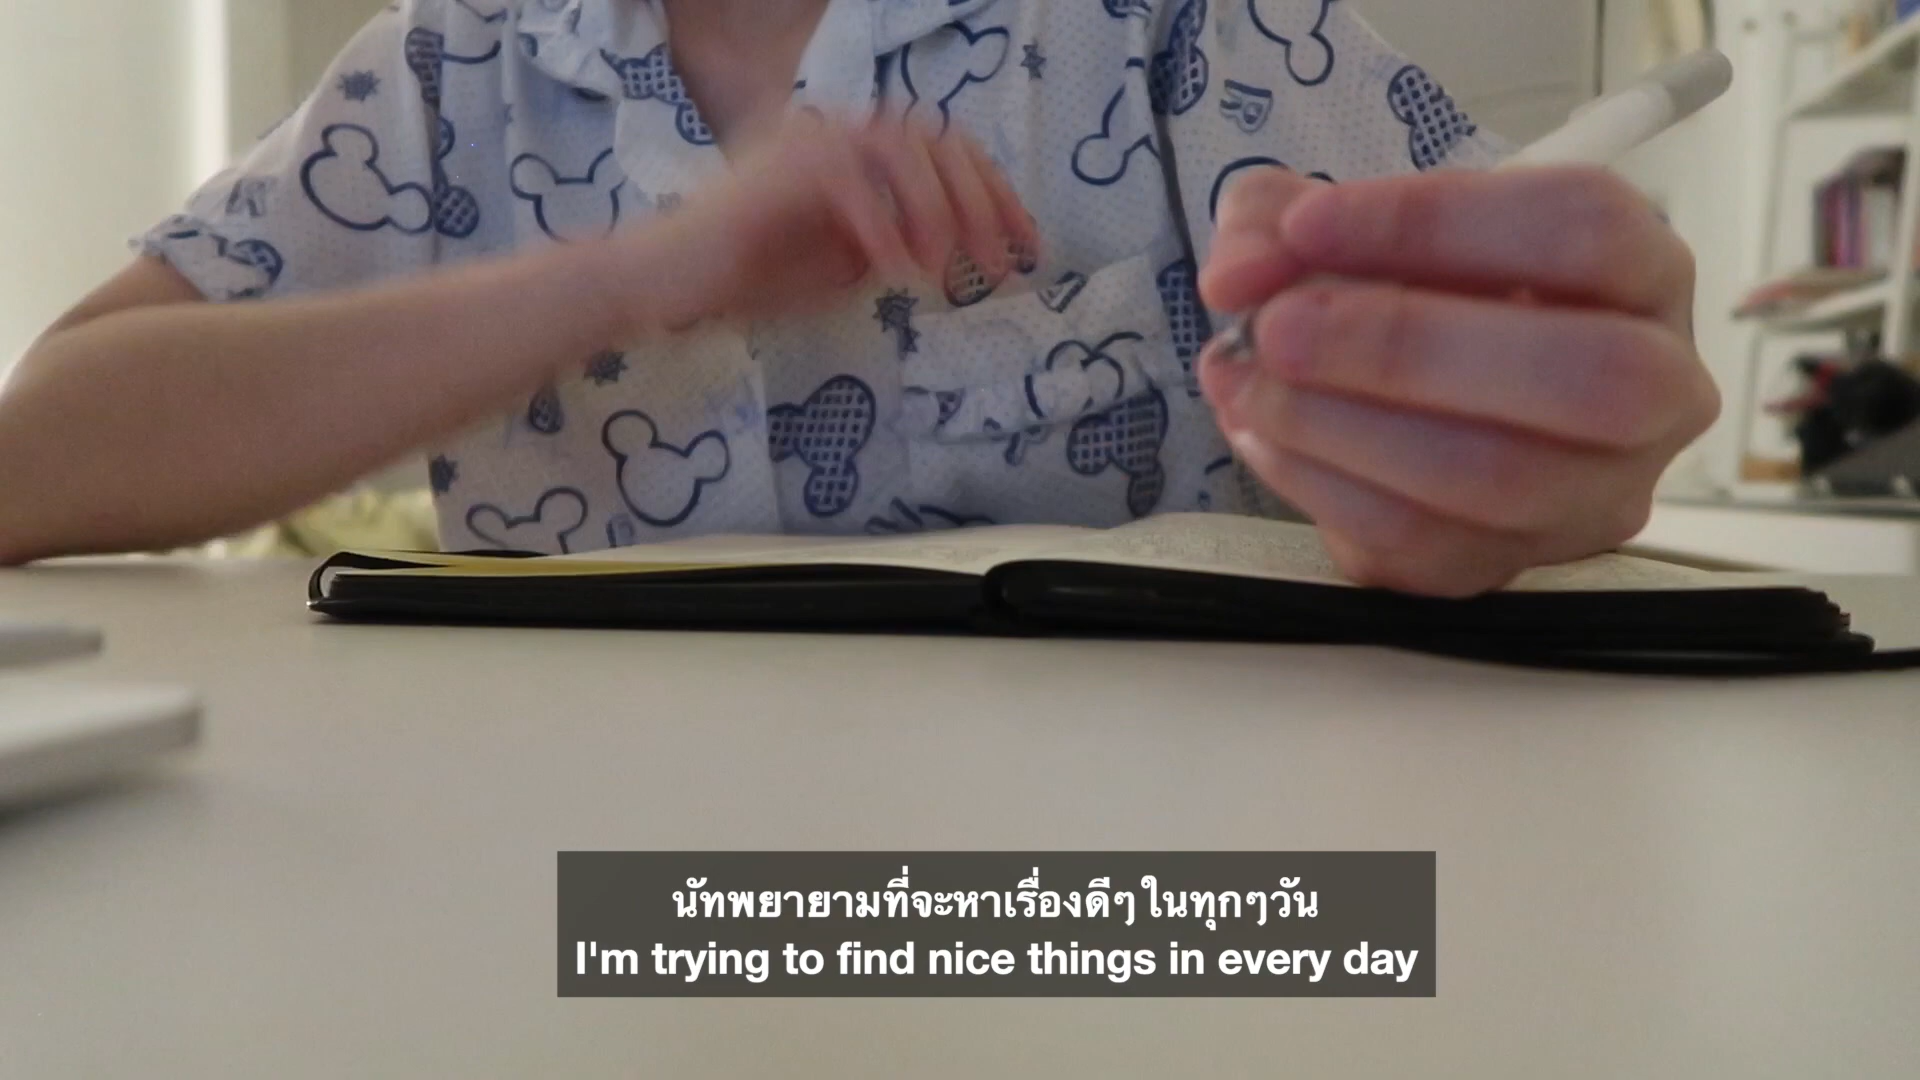 นัทพยายามที่จะหาเรื่องดีๆ ในทุกๆวัน
I'm trying to find nice things in every day